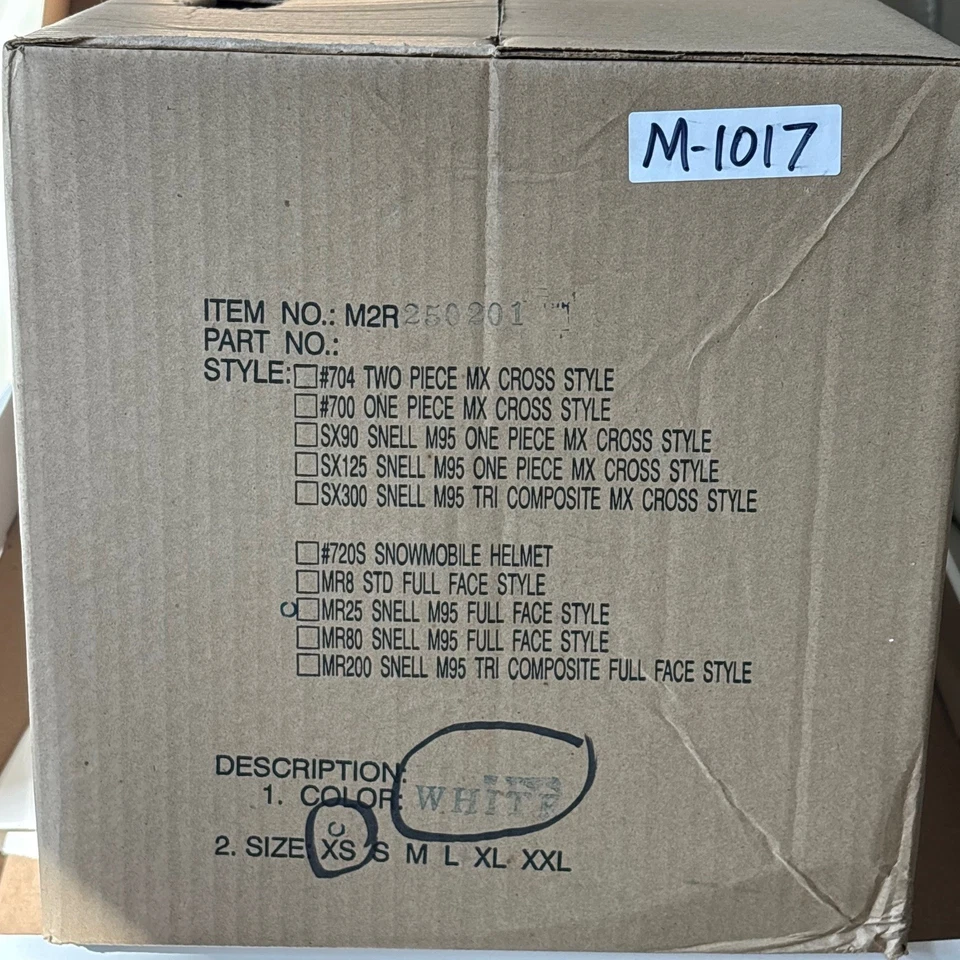 M-1017
ITEM NO.: M2R250201
PART NO.:
STYLE: #704 TWO PIECE MX CROSS STYLE
#700 ONE PIECE MX CROSS STYLE
SX90 SNELL M95 ONE PIECE MX CROSS STYLE
SX125 SNELL M95 ONE PIECE MX CROSS STYLE
SX300 SNELL M95 TRI COMPOSITE MX CROSS STYLE
#720S SNOWMOBILE HELMET
MR8 STD FULL FACE STYLE
MR25 SNELL M95 FULL FACE STYLE
MR80 SNELL M95 FULL FACE STYLE
MR200 SNELL M95 TRI COMPOSITE FULL FACE STYLE
DESCRIPTION:
1. COLOR: WHITE
2. SIZE: XS S M L XL XXL